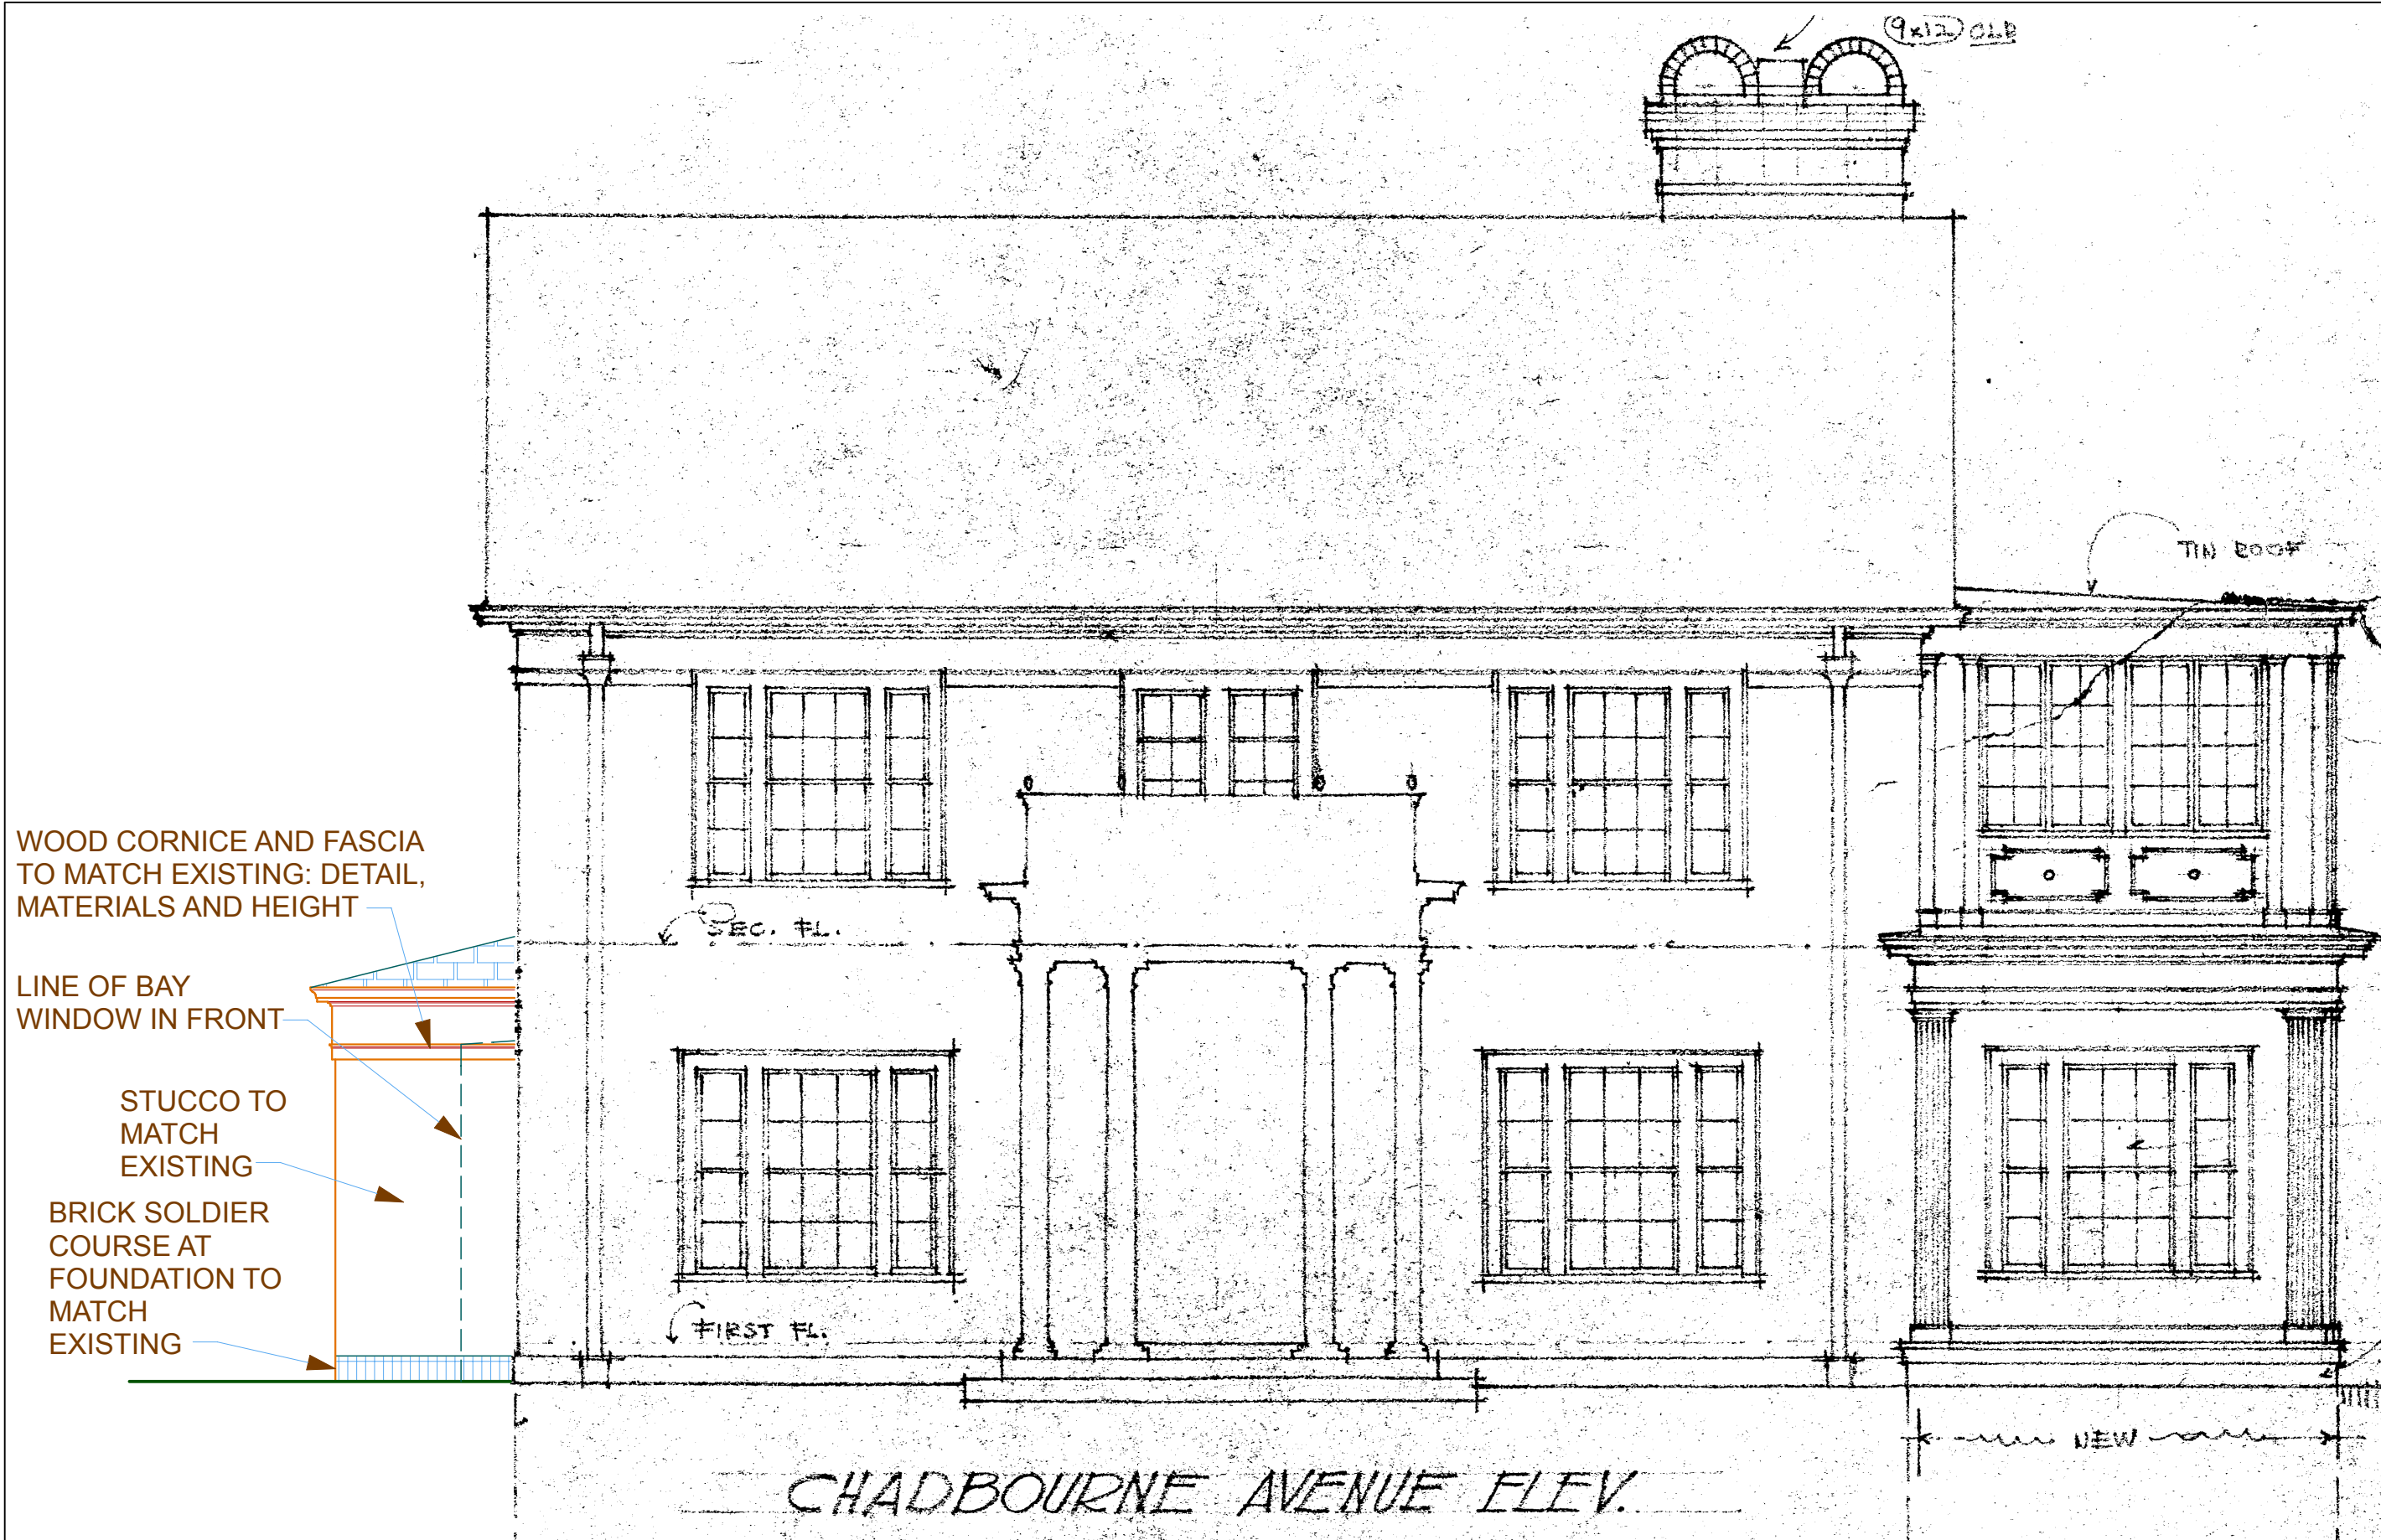 (9x12) OLD
TIN ROOF
WOOD CORNICE AND FASCIA
TO MATCH EXISTING: DETAIL,
MATERIALS AND HEIGHT
SEC. FL.
LINE OF BAY
WINDOW IN FRONT
STUCCO TO
MATCH
EXISTING
BRICK SOLDIER
COURSE AT
FOUNDATION TO
MATCH
EXISTING
FIRST FL.
NEW
CHADBOURNE AVENUE ELEV.